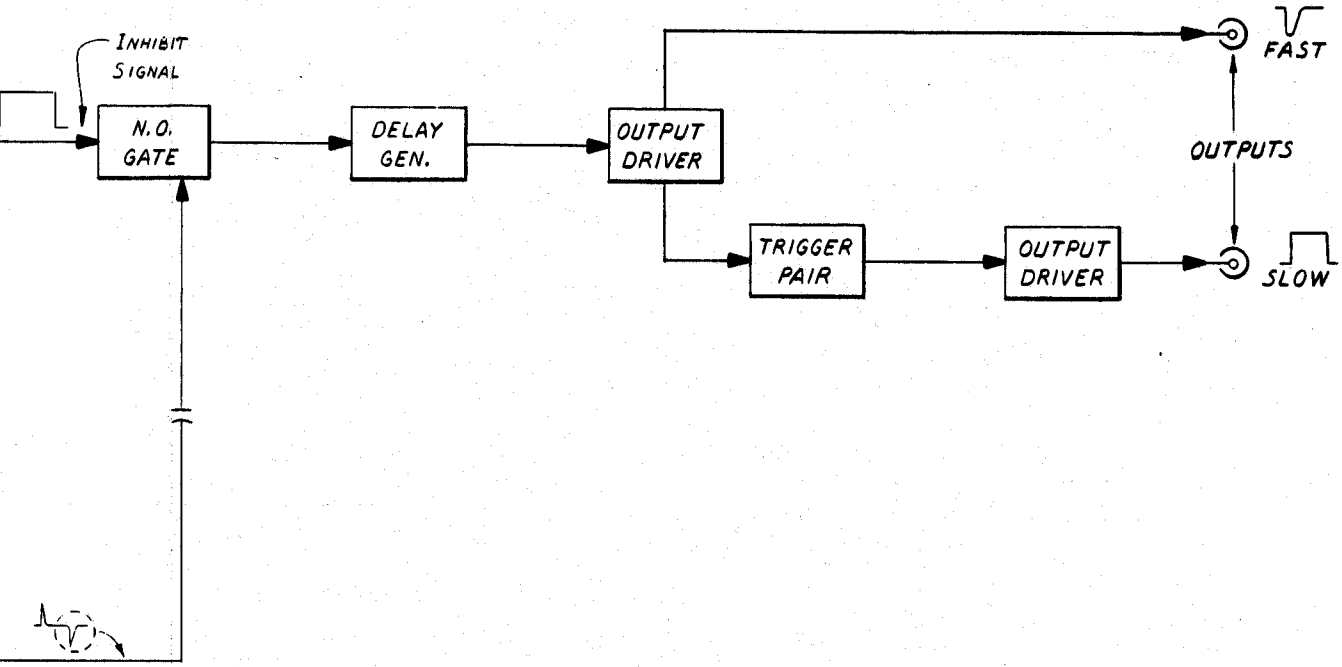 INHIBIT
SIGNAL
N.O.
GATE
DELAY
GEN.
OUTPUT
DRIVER
FAST
OUTPUTS
TRIGGER
PAIR
OUTPUT
DRIVER
SLOW